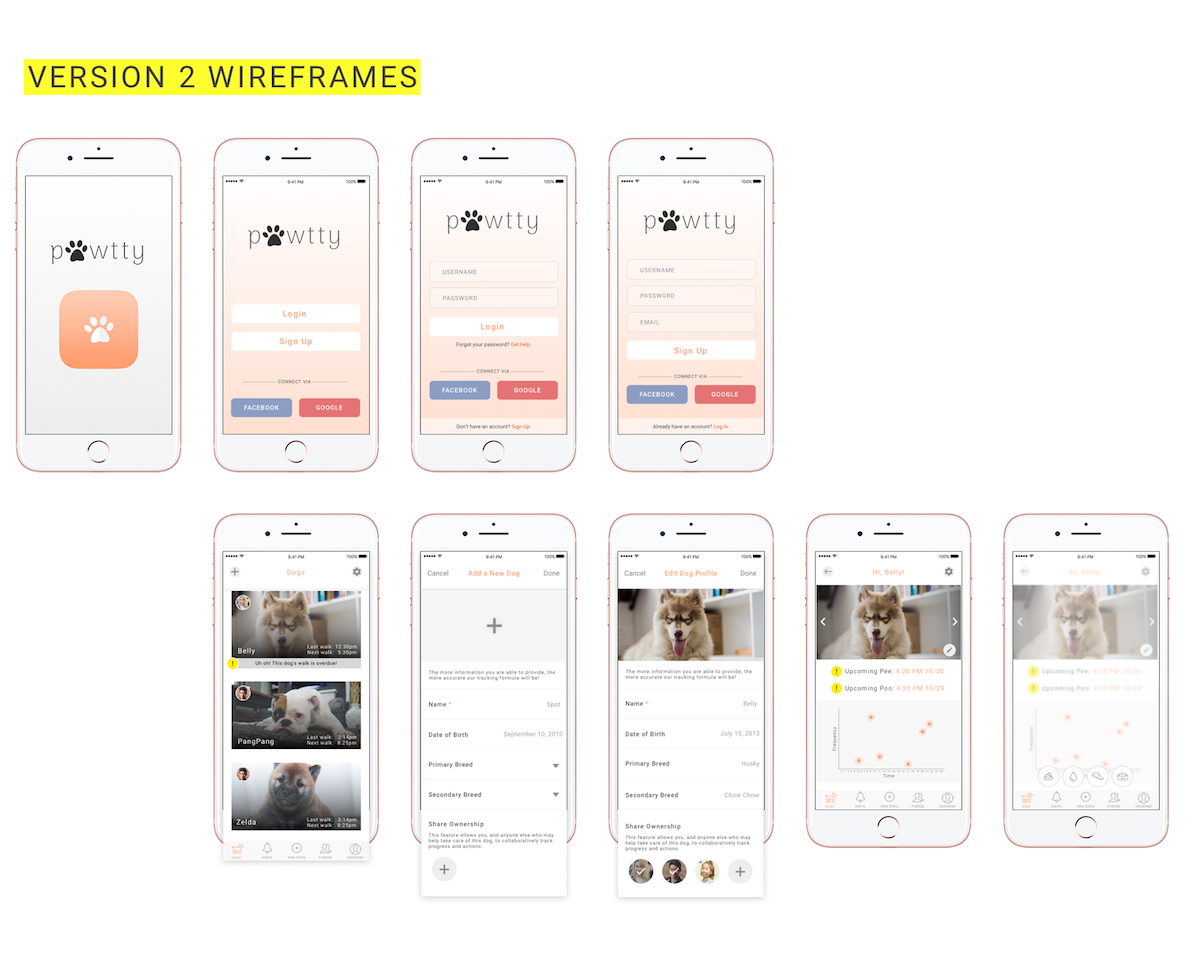 VERSION 2 WIREFRAMES
pawtty
9:41 PM 100%
pawtty
Login
Sign Up
CONNECT VIA
FACEBOOK GOOGLE
9:41 PM 100%
pawtty
USERNAME
PASSWORD
Login
Forgot your password? Get help.
CONNECT VIA
FACEBOOK GOOGLE
Don't have an account? Sign Up.
9:41 PM 100%
pawtty
USERNAME
PASSWORD
EMAIL
Sign Up
CONNECT VIA
FACEBOOK GOOGLE
Already have an account? Log In.
9:41 PM 100%
Dogs
Belly
Last walk: 12:30pm
Next walk: 5:30pm
! Uh oh! This dog's walk is overdue!
PangPang
Last walk: 2:14pm
Next walk: 8:25pm
Zelda
Last walk: 2:14pm
Next walk: 8:25pm
Dogs Alerts New Entry Friends
9:41 PM 100%
Cancel Add a New Dog Done
The more information you are able to provide, the
more accurate our tracking formula will be!
Name * Spot
Date of Birth September 10, 2010
Primary Breed
Secondary Breed
Share Ownership
This feature allows you, and anyone else who may
help take care of this dog, to collaboratively track
progress and actions.
9:41 PM 100%
Cancel Edit Dog Profile Done
The more information you are able to provide, the
more accurate our tracking formula will be!
Name * Belly
Date of Birth July 15, 2013
Primary Breed Husky
Secondary Breed Chow Chow
Share Ownership
This feature allows you, and anyone else who may
help take care of this dog, to collaboratively track
progress and actions.
9:41 PM 100%
Hi, Belly!
! Upcoming Pee: 4:20 PM 10/20
! Upcoming Poo: 4:20 PM 10/20
Frequency
Time
Dogs Alerts New Entry Friends
9:41 PM 100%
Hi, Belly!
! Upcoming Pee: 4:20 PM 10/20
! Upcoming Poo: 4:20 PM 10/20
Frequency
Time
Dogs Alerts New Entry Friends